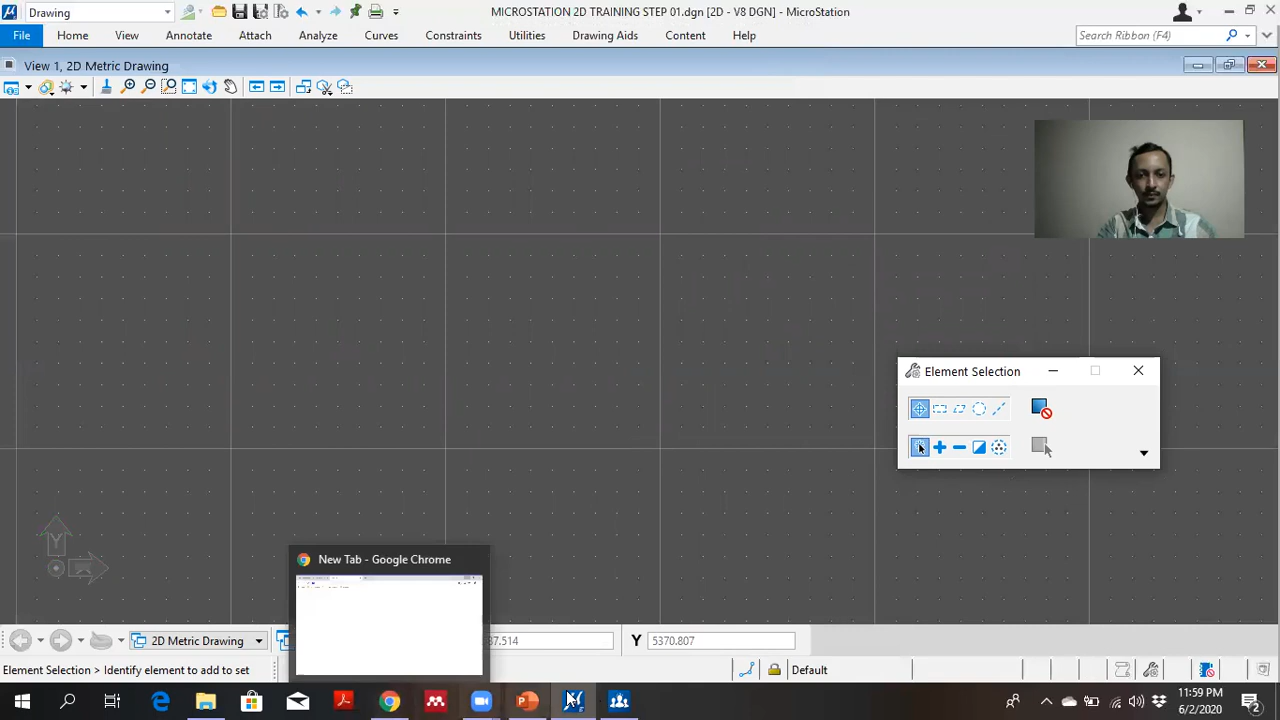 Drawing
MICROSTATION 2D TRAINING STEP 01.dgn [2D - V8 DGN] - MicroStation
File Home View Annotate Attach Analyze Curves Constraints Utilities Drawing Aids Content Help
Search Ribbon (F4)
View 1, 2D Metric Drawing
Element Selection
Y
New Tab - Google Chrome
2D Metric Drawing
37.514
Y 5370.807
Element Selection > Identify element to add to set
Default
11:59 PM
6/2/2020
2